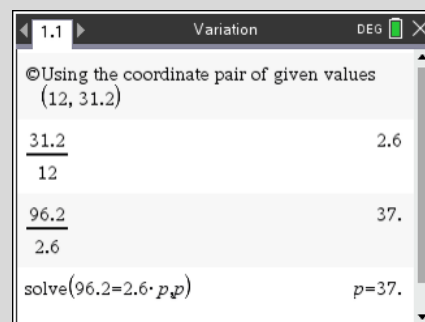 1.1 Variation DEG
©Using the coordinate pair of given values
(12, 31.2)
31.2 2.6
12
96.2 37.
2.6
solve(96.2=2.6·p,p) p=37.